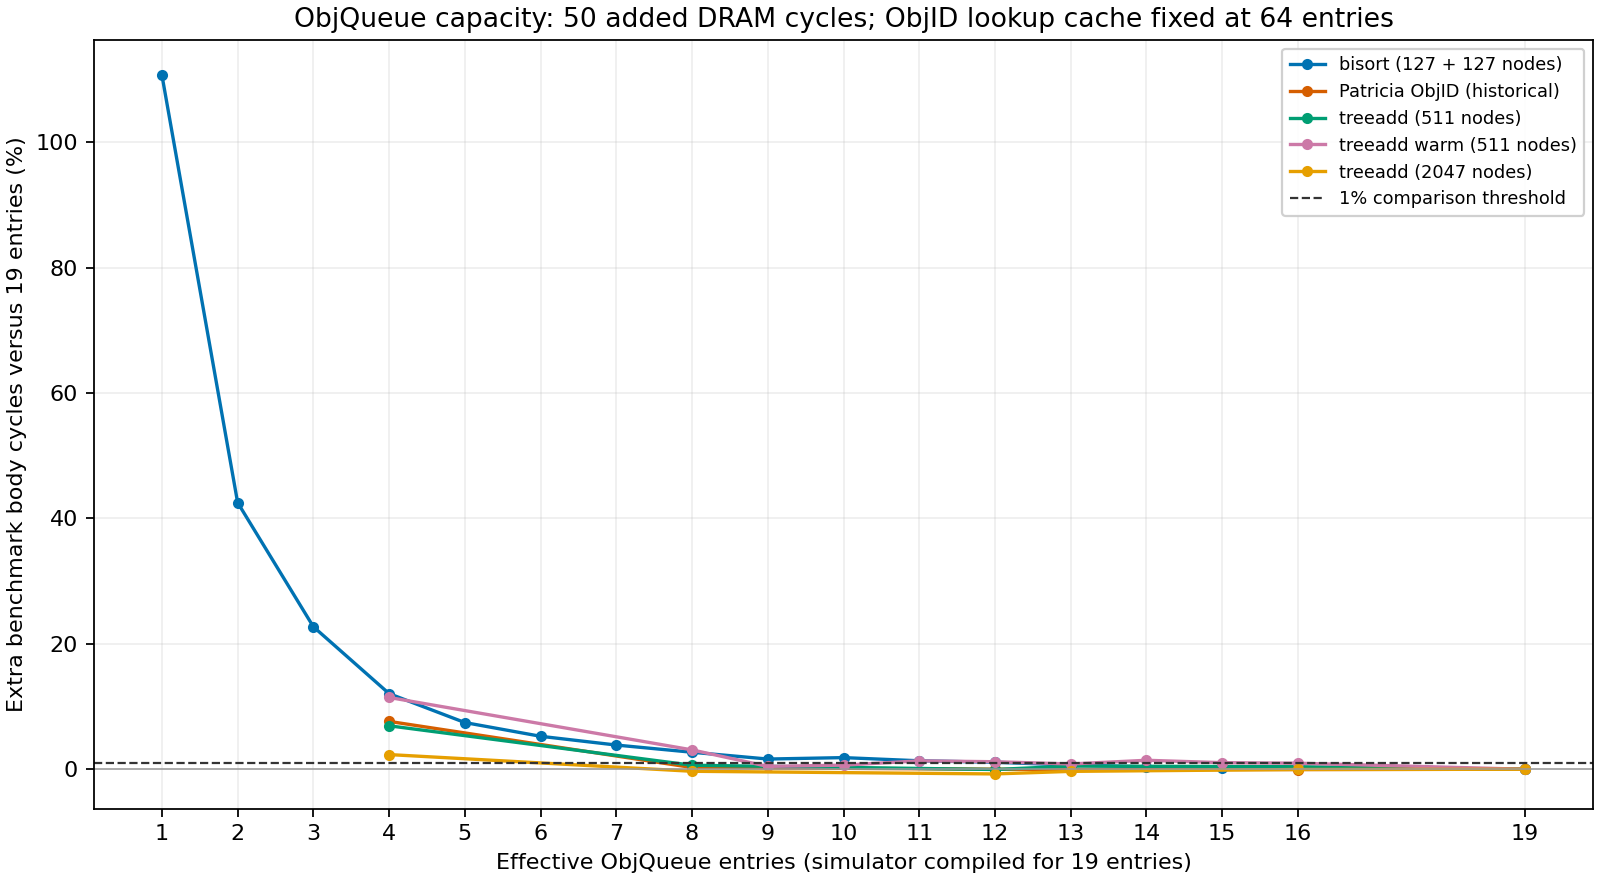 ObjQueue capacity: 50 added DRAM cycles; ObjID lookup cache fixed at 64 entries
Extra benchmark body cycles versus 19 entries (%)
100
80
60
40
20
0
bisort (127 + 127 nodes)
Patricia ObjID (historical)
treeadd (511 nodes)
treeadd warm (511 nodes)
treeadd (2047 nodes)
1% comparison threshold
1 2 3 4 5 6 7 8 9 10 11 12 13 14 15 16 19
Effective ObjQueue entries (simulator compiled for 19 entries)